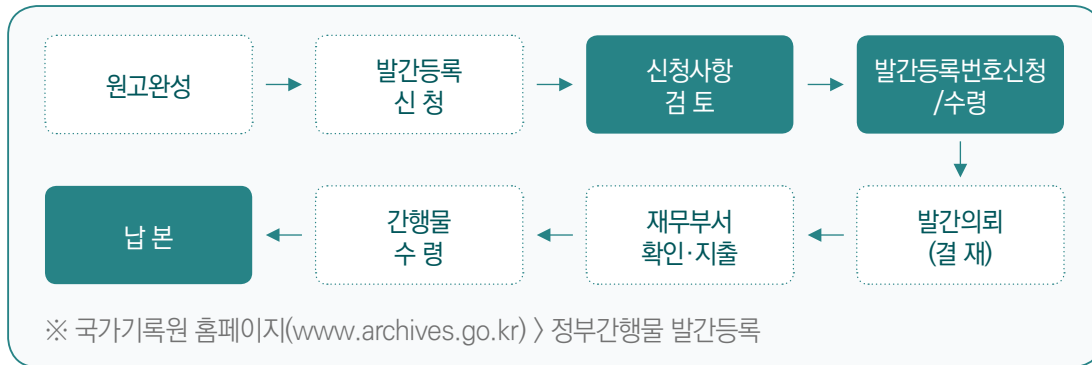 원고완성
발간등록
신 청
신청사항
검 토
발간등록번호신청
/수령
발간의뢰
(결 재)
재무부서
확인·지출
간행물
수 령
납 본
※ 국가기록원 홈페이지(www.archives.go.kr) 〉 정부간행물 발간등록